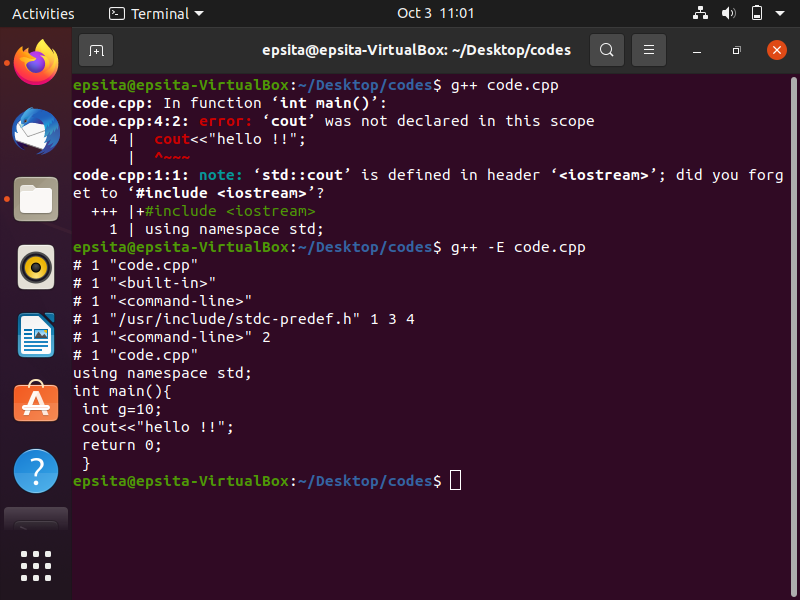 Activities Terminal Oct 3 11:01
epsita@epsita-VirtualBox: ~/Desktop/codes
epsita@epsita-VirtualBox:~/Desktop/codes$ g++ code.cpp
code.cpp: In function ‘int main()’:
code.cpp:4:2: error: ‘cout’ was not declared in this scope
    4 |  cout<<"hello !!";
      |  ^~~~
code.cpp:1:1: note: ‘std::cout’ is defined in header ‘<iostream>’; did you forg
et to ‘#include <iostream>’?
  +++ |+#include <iostream>
    1 | using namespace std;
epsita@epsita-VirtualBox:~/Desktop/codes$ g++ -E code.cpp
# 1 "code.cpp"
# 1 "<built-in>"
# 1 "<command-line>"
# 1 "/usr/include/stdc-predef.h" 1 3 4
# 1 "<command-line>" 2
# 1 "code.cpp"
using namespace std;
int main(){
 int g=10;
 cout<<"hello !!";
 return 0;
 }
epsita@epsita-VirtualBox:~/Desktop/codes$